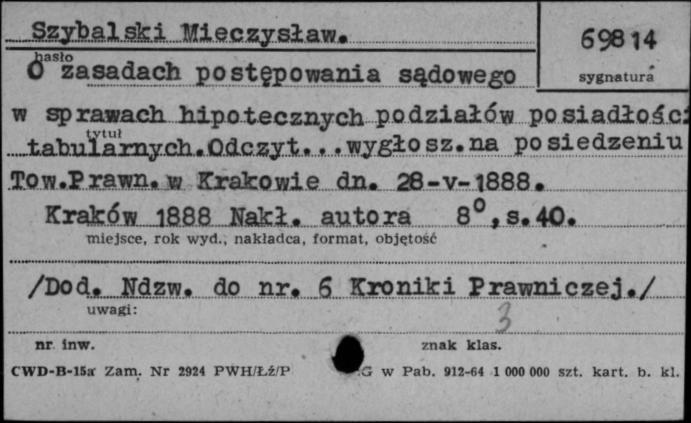 Szybalski Mieczysław.
69814
hasło
sygnatura
O zasadach postępowania sądowego
w sprawach hipotecznych podziałów posiadłości
tytuł
tabularnych.Odczyt...wygłosz.na posiedzeniu
Tow.Prawn.w Krakowie dn. 28-v-1888.
Kraków 1888 Nakł. autora 8°,s.40.
miejsce, rok wyd., nakładca, format, objętość
/Dod. Ndzw. do nr. 6 Kroniki Prawniczej./
uwagi:
3
nr. inw.
znak klas.
CWD-B-15a Zam. Nr 2924 PWH/Łź/P G w Pab. 912-64 1 000 000 szt. kart. b. kl.